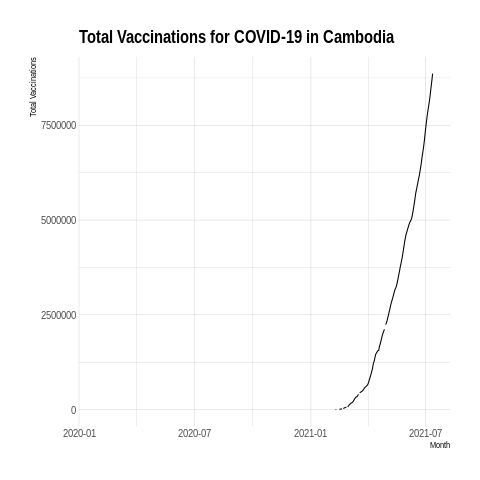 Total Vaccinations for COVID-19 in Cambodia
Total Vaccinations
7500000
5000000
2500000
0
2020-01
2020-07
2021-01
2021-07
Month